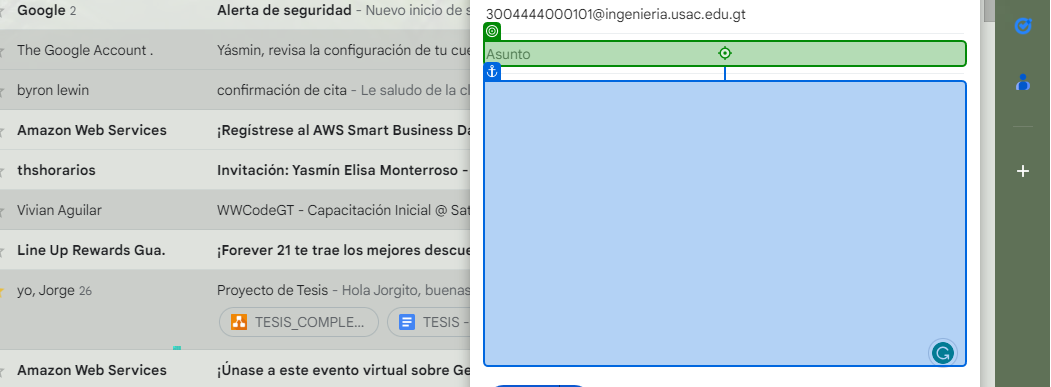 Google 2
Alerta de seguridad - Nuevo inicio de s
The Google Account .
Yásmin, revisa la configuración de tu cue
byron lewin
confirmación de cita - Le saludo de la cl
Amazon Web Services
¡Regístrese al AWS Smart Business Da
thshorarios
Invitación: Yasmín Elisa Monterroso -
Vivian Aguilar
WWCodeGT - Capacitación Inicial @ Sat
Line Up Rewards Gua.
¡Forever 21 te trae los mejores descue
yo, Jorge 26
Proyecto de Tesis - Hola Jorgito, buenas
TESIS_COMPLE...
TESIS -
Amazon Web Services
¡Únase a este evento virtual sobre Ge
3004444000101@ingenieria.usac.edu.gt
Asunto